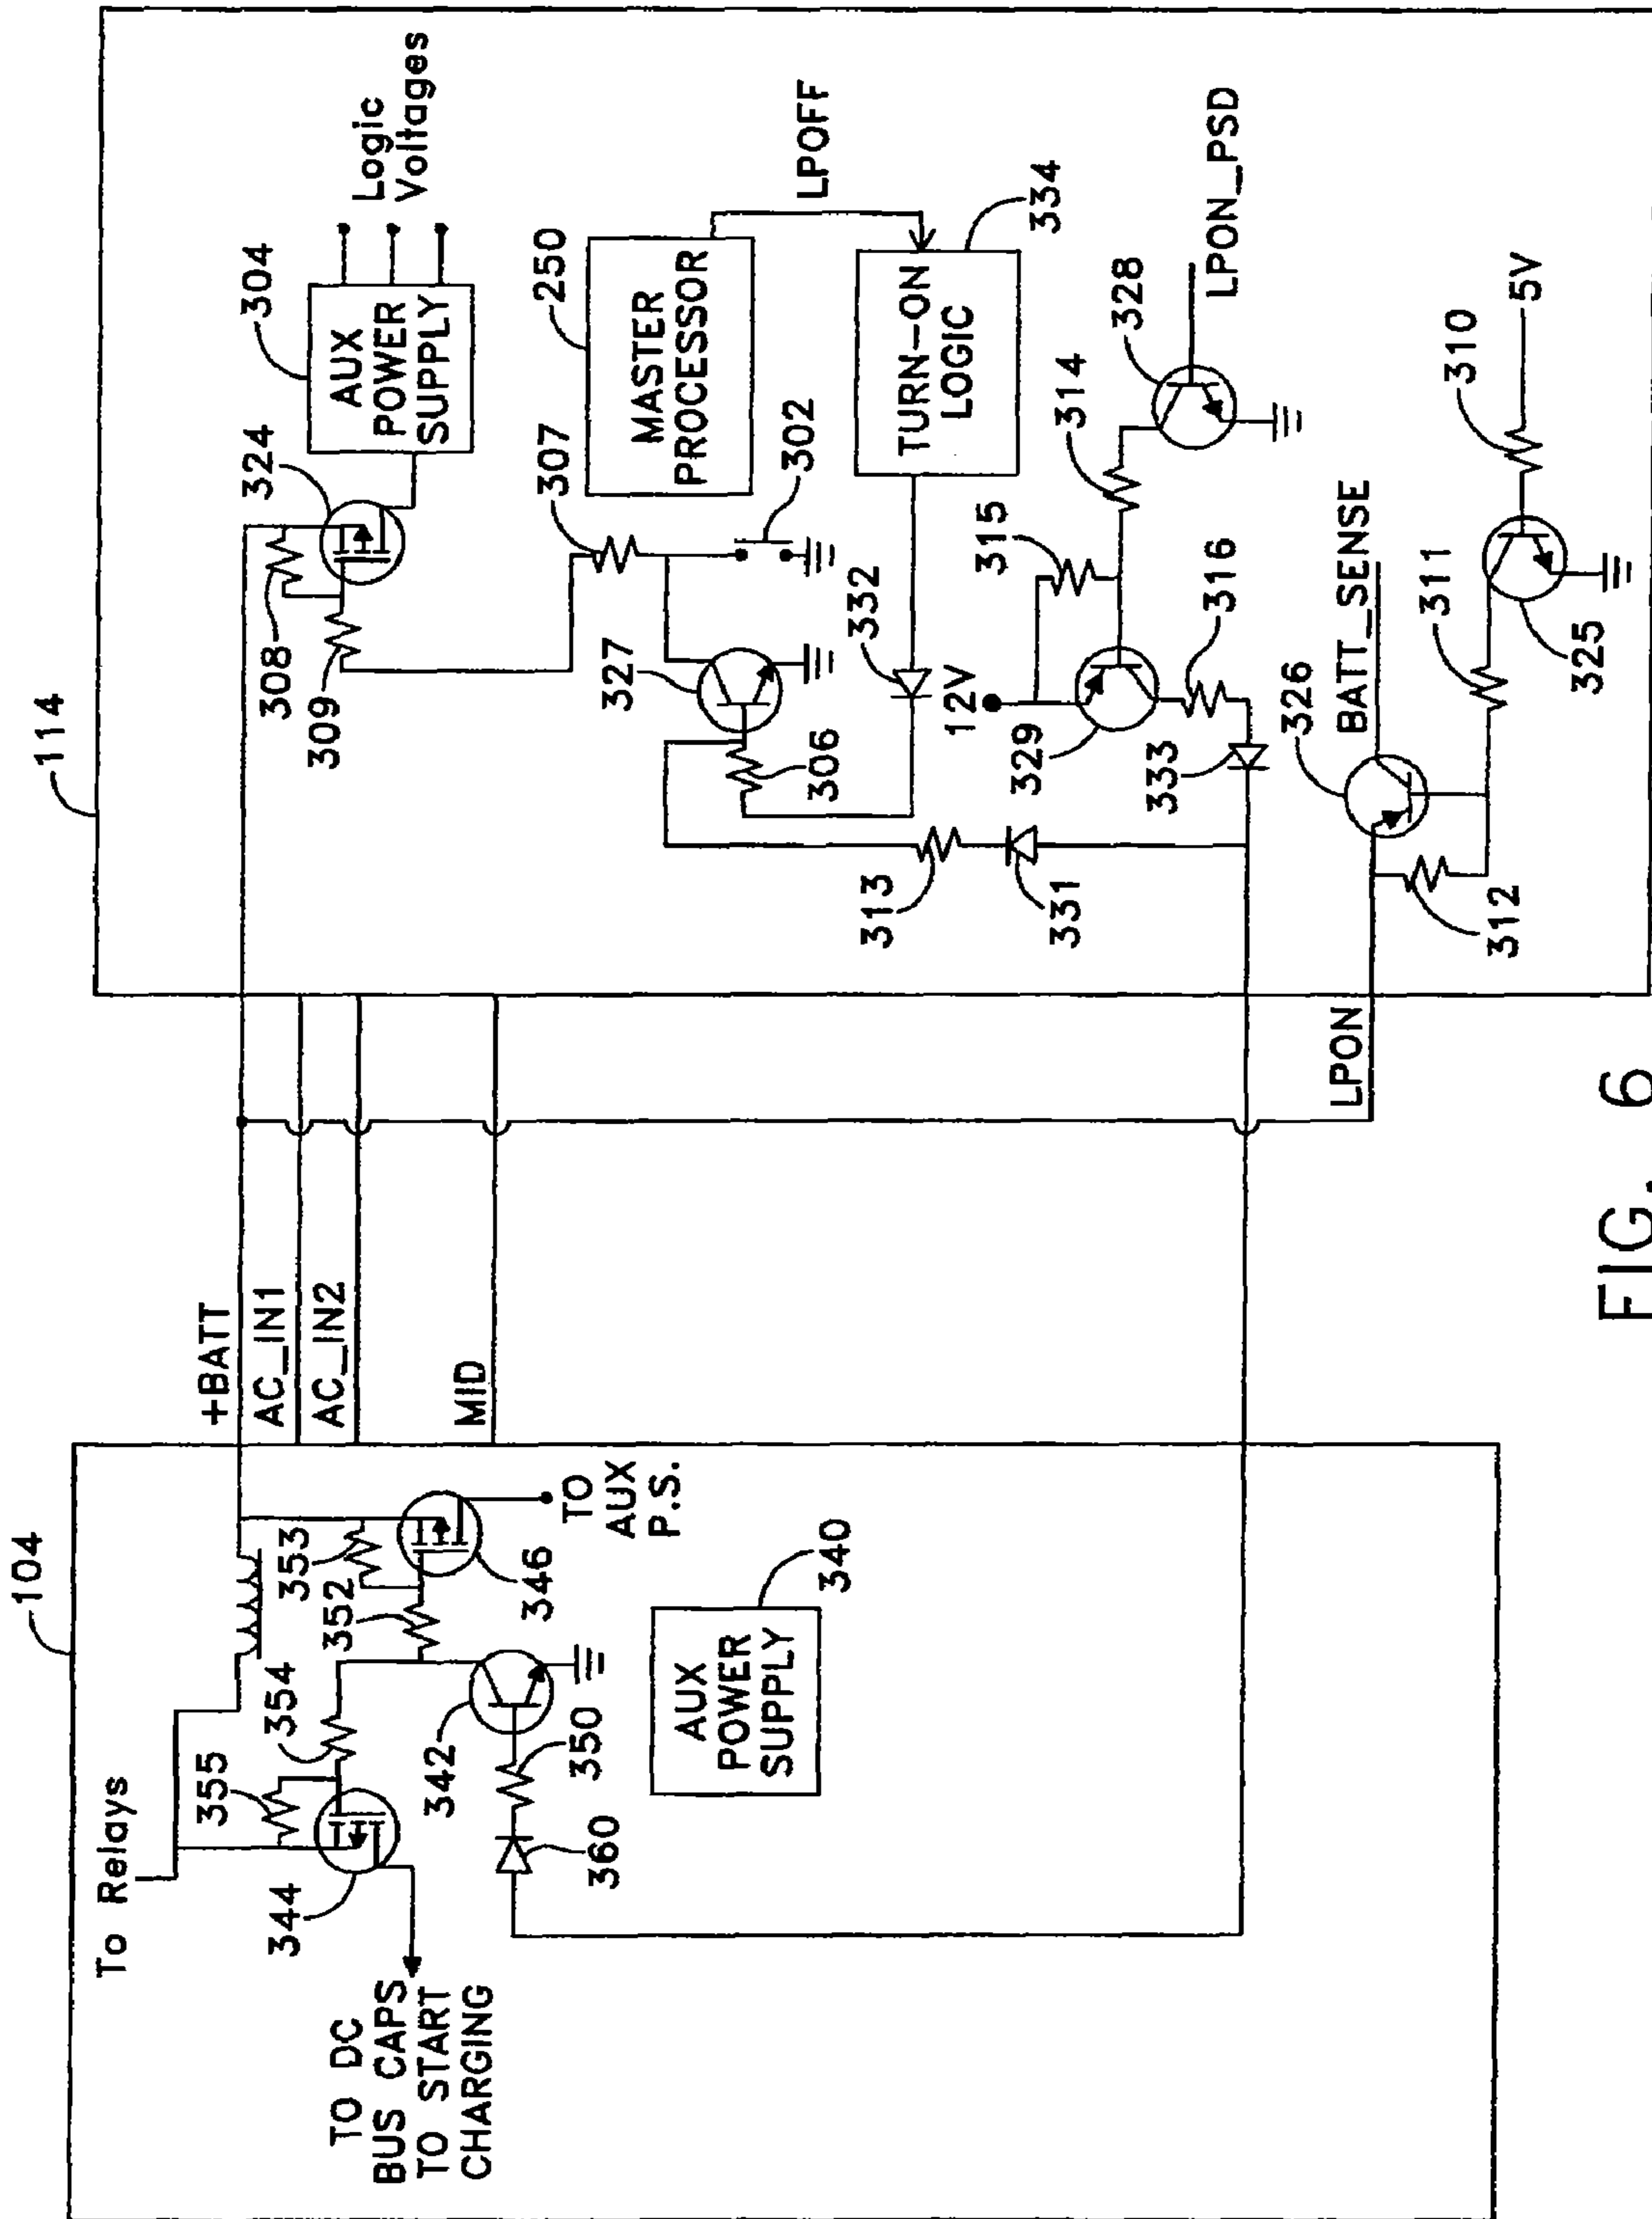 104
To Relays
355
354
344
353
352
346
TO
AUX
P.S.
342
350
360
TO DC
BUS CAPS
TO START
CHARGING
AUX
POWER
SUPPLY
340
+BATT
AC_IN1
AC_IN2
MID
LPON
114
308
309
324
AUX
POWER
SUPPLY
304
Logic
Voltages
307
327
306
302
MASTER
PROCESSOR
250
LPOFF
332
TURN-ON
LOGIC
334
313
331
12V
329
315
314
316
333
328
LPON_PSD
326
BATT_SENSE
312
311
325
310
5V
FIG. 6